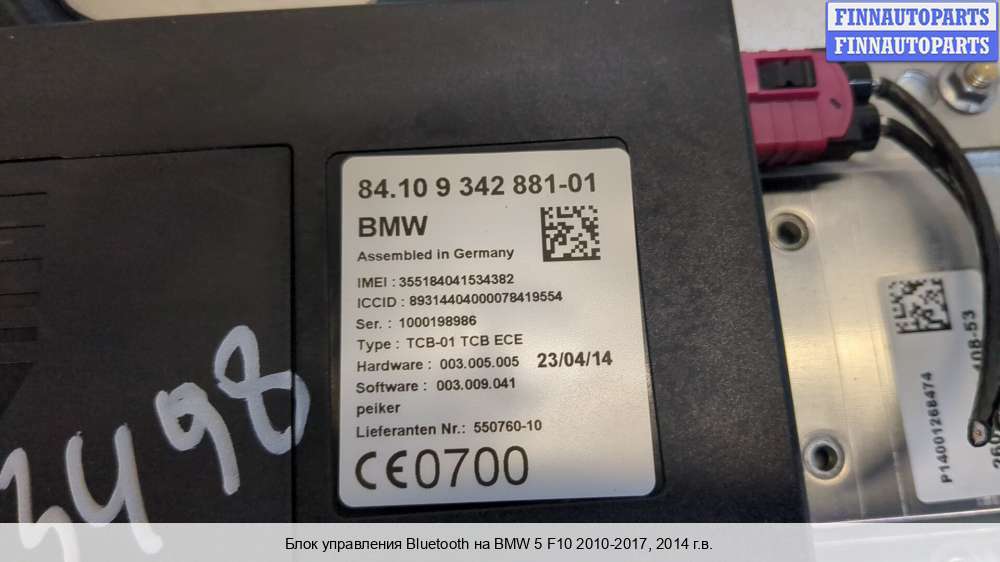 FINNAUTOPARTS
FINNAUTOPARTS
84.10 9 342 881-01
BMW
Assembled in Germany
IMEI : 355184041534382
ICCID : 89314404000078419554
Ser. : 1000198986
Type : TCB-01 TCB ECE
Hardware : 003.005.005 23/04/14
Software : 003.009.041
peiker
Lieferanten Nr.: 550760-10
CE0700
3498
P14001268474
Блок управления Bluetooth на BMW 5 F10 2010-2017, 2014 г.в.